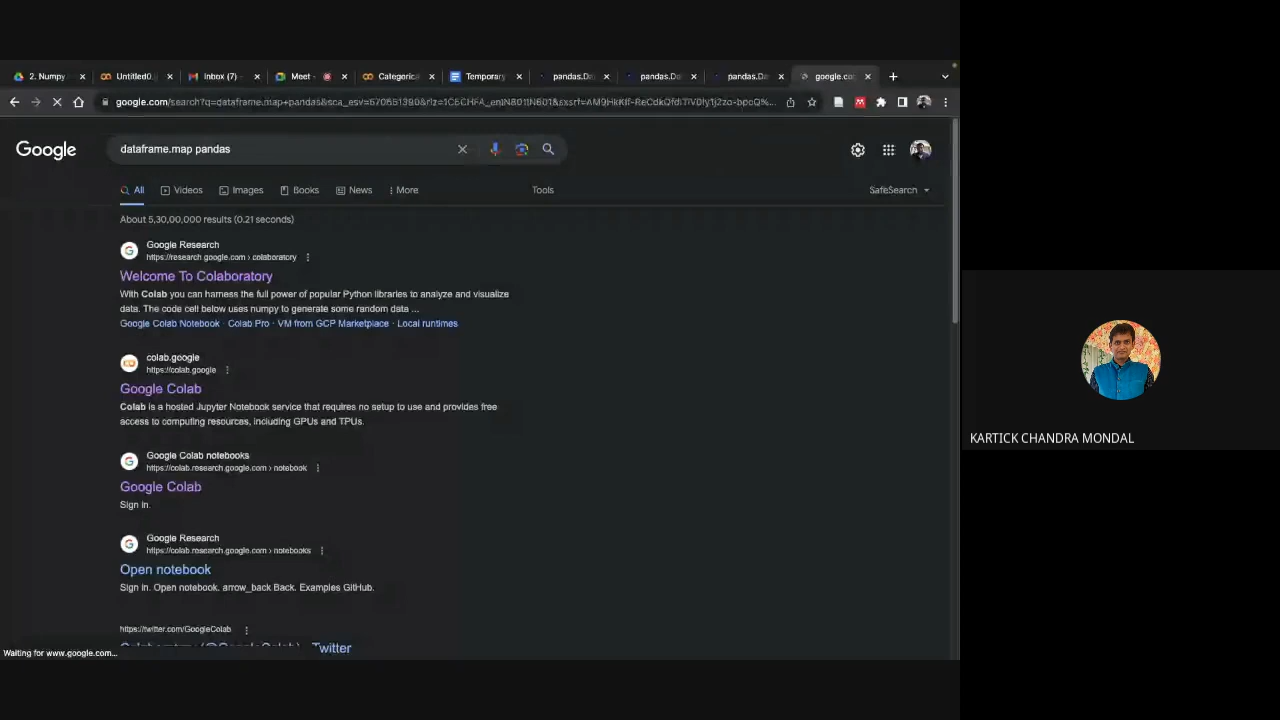 2. Numpy
Untitled0.
Inbox (7)
Meet
Categorica
Temporary
pandas.Da
pandas.Da
pandas.Da
google.co
dataframe.map pandas
Google
All
Videos
Images
Books
News
More
Tools
SafeSearch
About 5,30,00,000 results (0.21 seconds)
Google Research
https://research.google.com › colaboratory
Welcome To Colaboratory
With Colab you can harness the full power of popular Python libraries to analyze and visualize
data. The code cell below uses numpy to generate some random data ...
Google Colab Notebook · Colab Pro · VM from GCP Marketplace · Local runtimes
colab.google
https://colab.google
Google Colab
Colab is a hosted Jupyter Notebook service that requires no setup to use and provides free
access to computing resources, including GPUs and TPUs.
Google Colab notebooks
https://colab.research.google.com › notebook
Google Colab
Sign in.
Google Research
https://colab.research.google.com › notebooks
Open notebook
Sign in. Open notebook. arrow_back Back. Examples GitHub.
https://twitter.com/GoogleColab
Twitter
Waiting for www.google.com...
KARTICK CHANDRA MONDAL